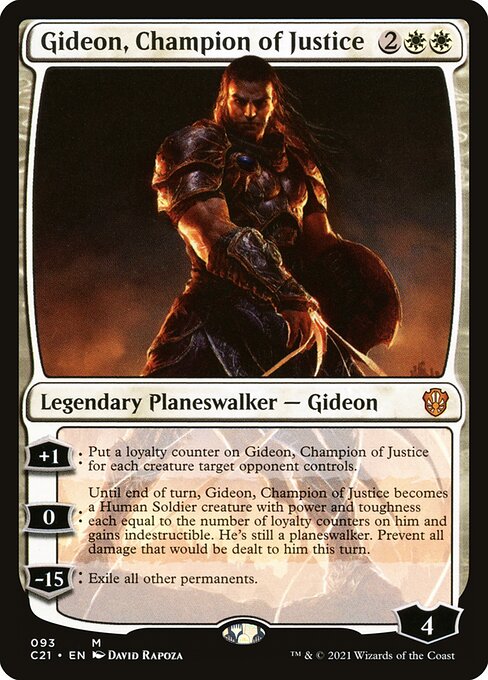 Gideon, Champion of Justice 2
Legendary Planeswalker — Gideon
+1 : Put a loyalty counter on Gideon, Champion of Justice
for each creature target opponent controls.
Until end of turn, Gideon, Champion of Justice becomes
a Human Soldier creature with power and toughness
0 : each equal to the number of loyalty counters on him and
gains indestructible. He's still a planeswalker. Prevent all
damage that would be dealt to him this turn.
-15 : Exile all other permanents.
4
093 M
C21 • EN DAVID RAPOZA ™ & © 2021 Wizards of the Coast